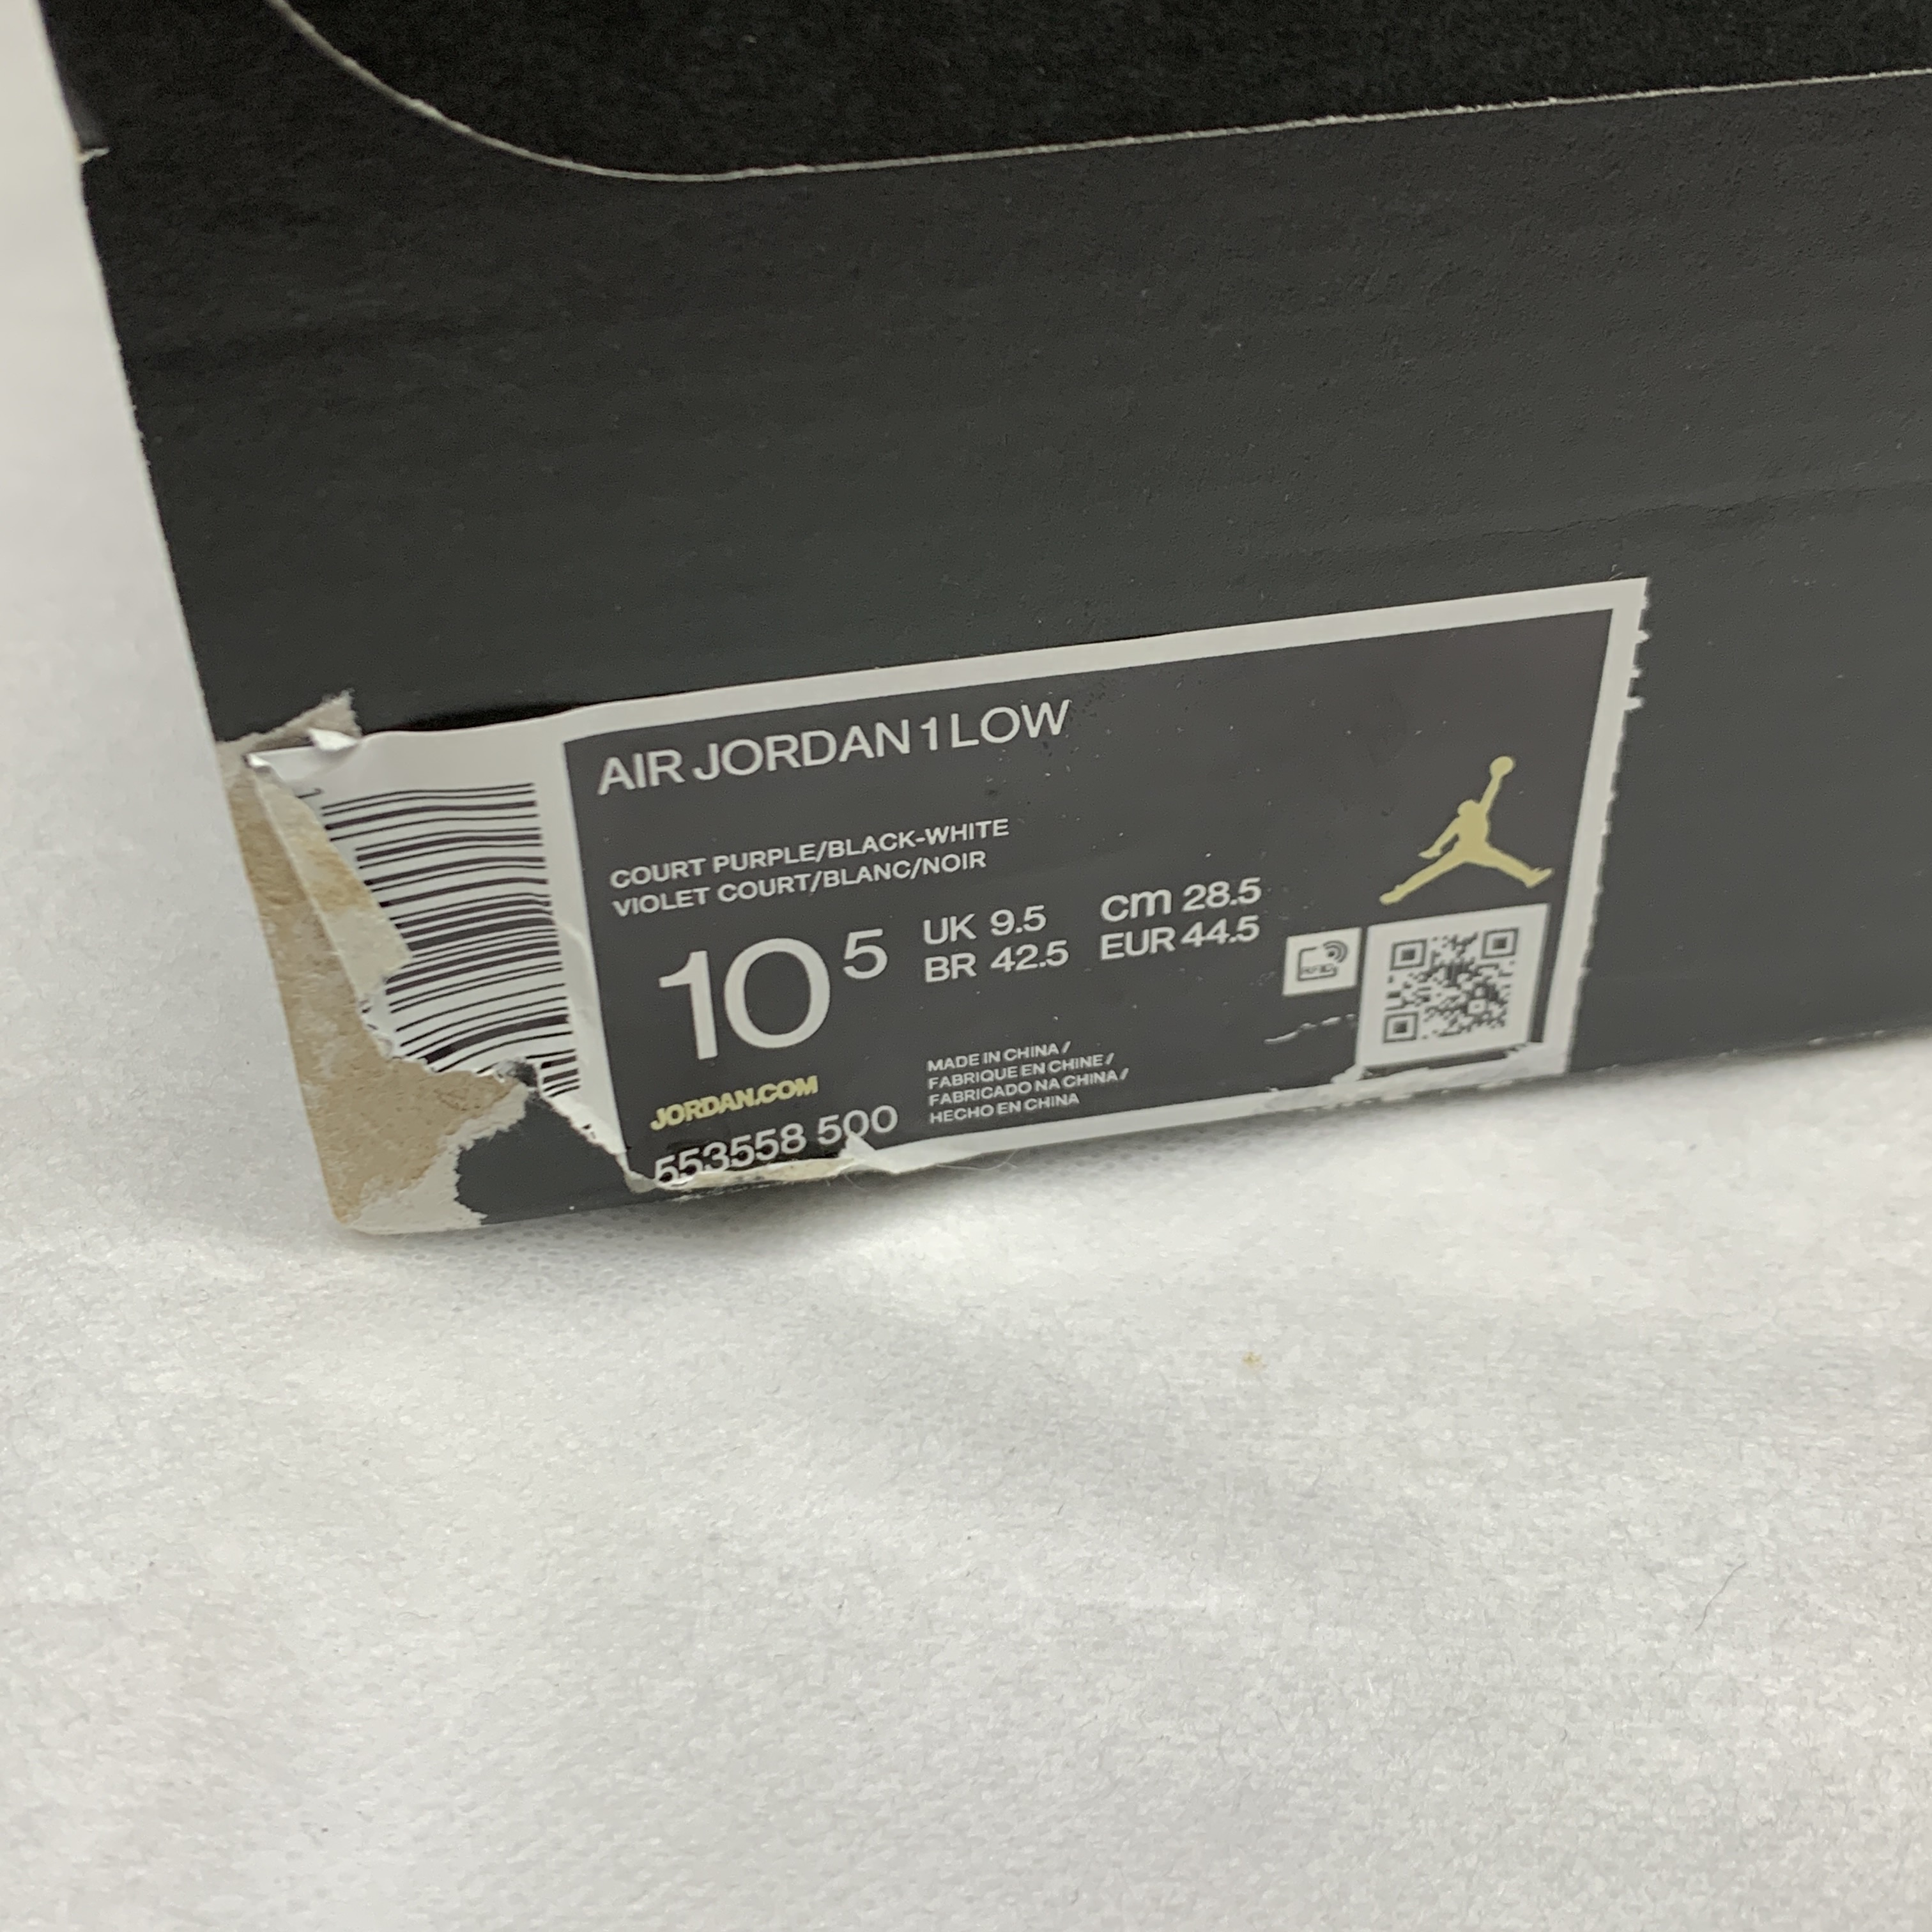 AIR JORDAN 1 LOW
COURT PURPLE/BLACK-WHITE
VIOLET COURT/BLANC/NOIR
10 5
UK 9.5
BR 42.5
cm 28.5
EUR 44.5
RFID
JORDAN.COM
553558 500
MADE IN CHINA /
FABRIQUE EN CHINE /
FABRICADO NA CHINA /
HECHO EN CHINA
1